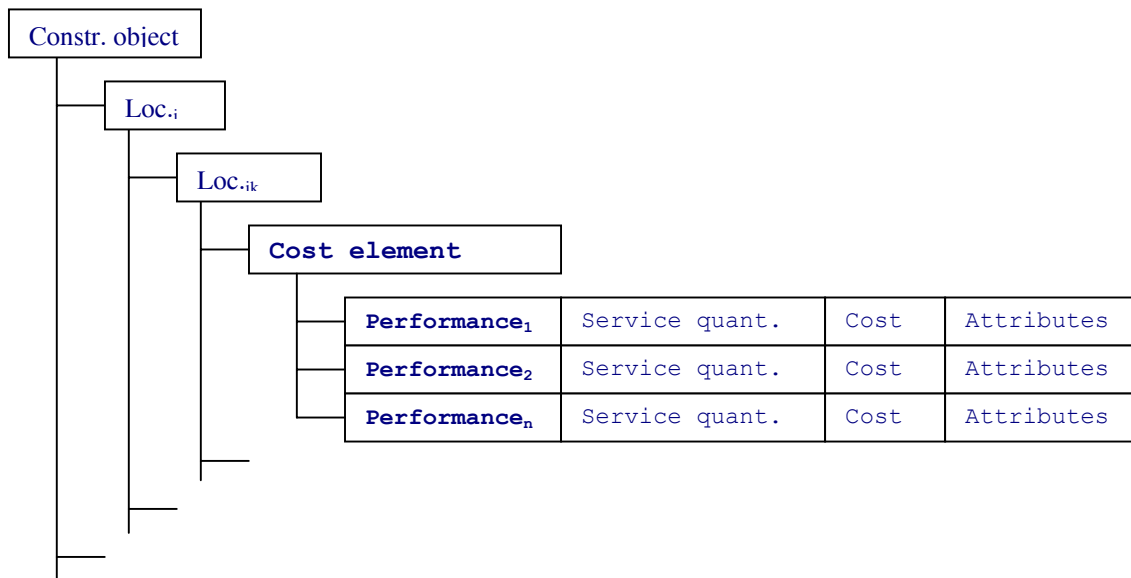 Constr. object
Loc.i
Loc.ik
Cost element
Performance1 Service quant. Cost Attributes
Performance2 Service quant. Cost Attributes
Performancen Service quant. Cost Attributes